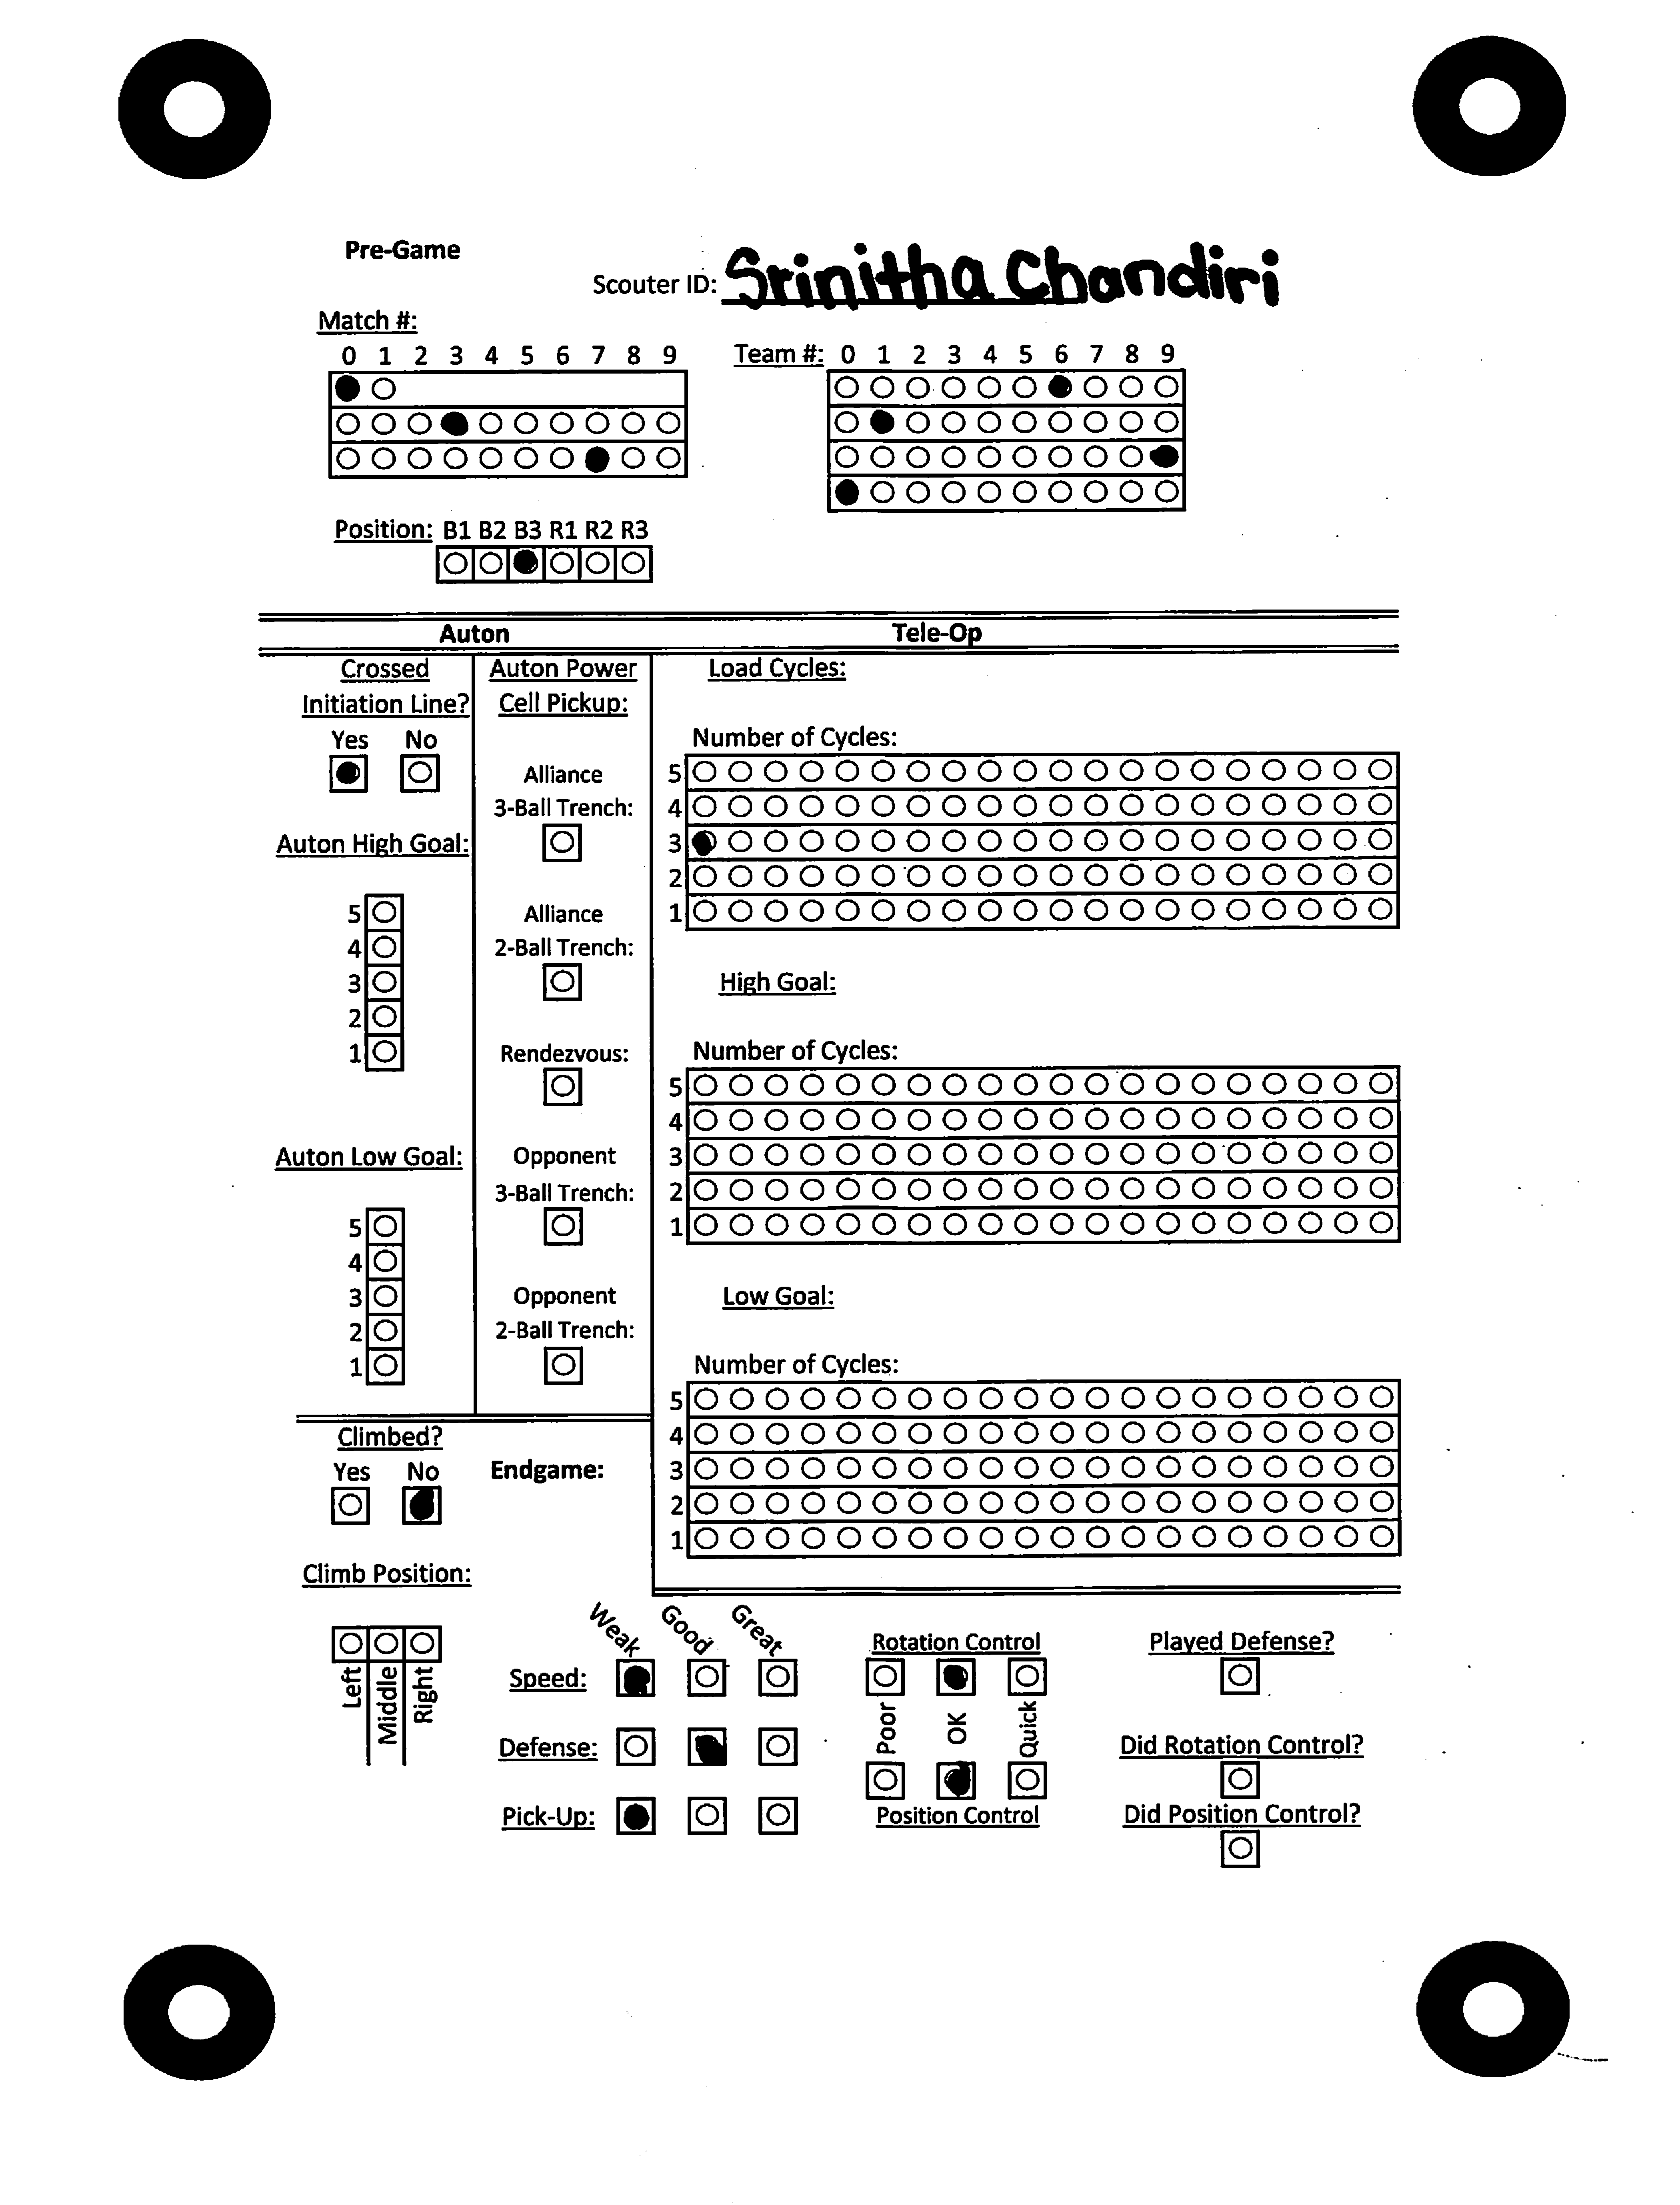 Pre-Game
Scouter ID: Srinitha Chandiri
Match #:
0 1 2 3 4 5 6 7 8 9
Team #: 0 1 2 3 4 5 6 7 8 9
Position: B1 B2 B3 R1 R2 R3
Auton
Tele-Op
Crossed
Initiation Line?
Yes No
Auton High Goal:
5
4
3
2
1
Auton Low Goal:
5
4
3
2
1
Auton Power
Cell Pickup:
Alliance
3-Ball Trench:
Alliance
2-Ball Trench:
Rendezvous:
Opponent
3-Ball Trench:
Opponent
2-Ball Trench:
Load Cycles:
Number of Cycles:
5
4
3
2
1
High Goal:
Number of Cycles:
5
4
3
2
1
Low Goal:
Number of Cycles:
5
4
3
2
1
Climbed?
Yes No
Endgame:
Climb Position:
Left
Middle
Right
Weak Good Great
Speed:
Defense:
Pick-Up:
Rotation Control
Poor OK Quick
Position Control
Played Defense?
Did Rotation Control?
Did Position Control?